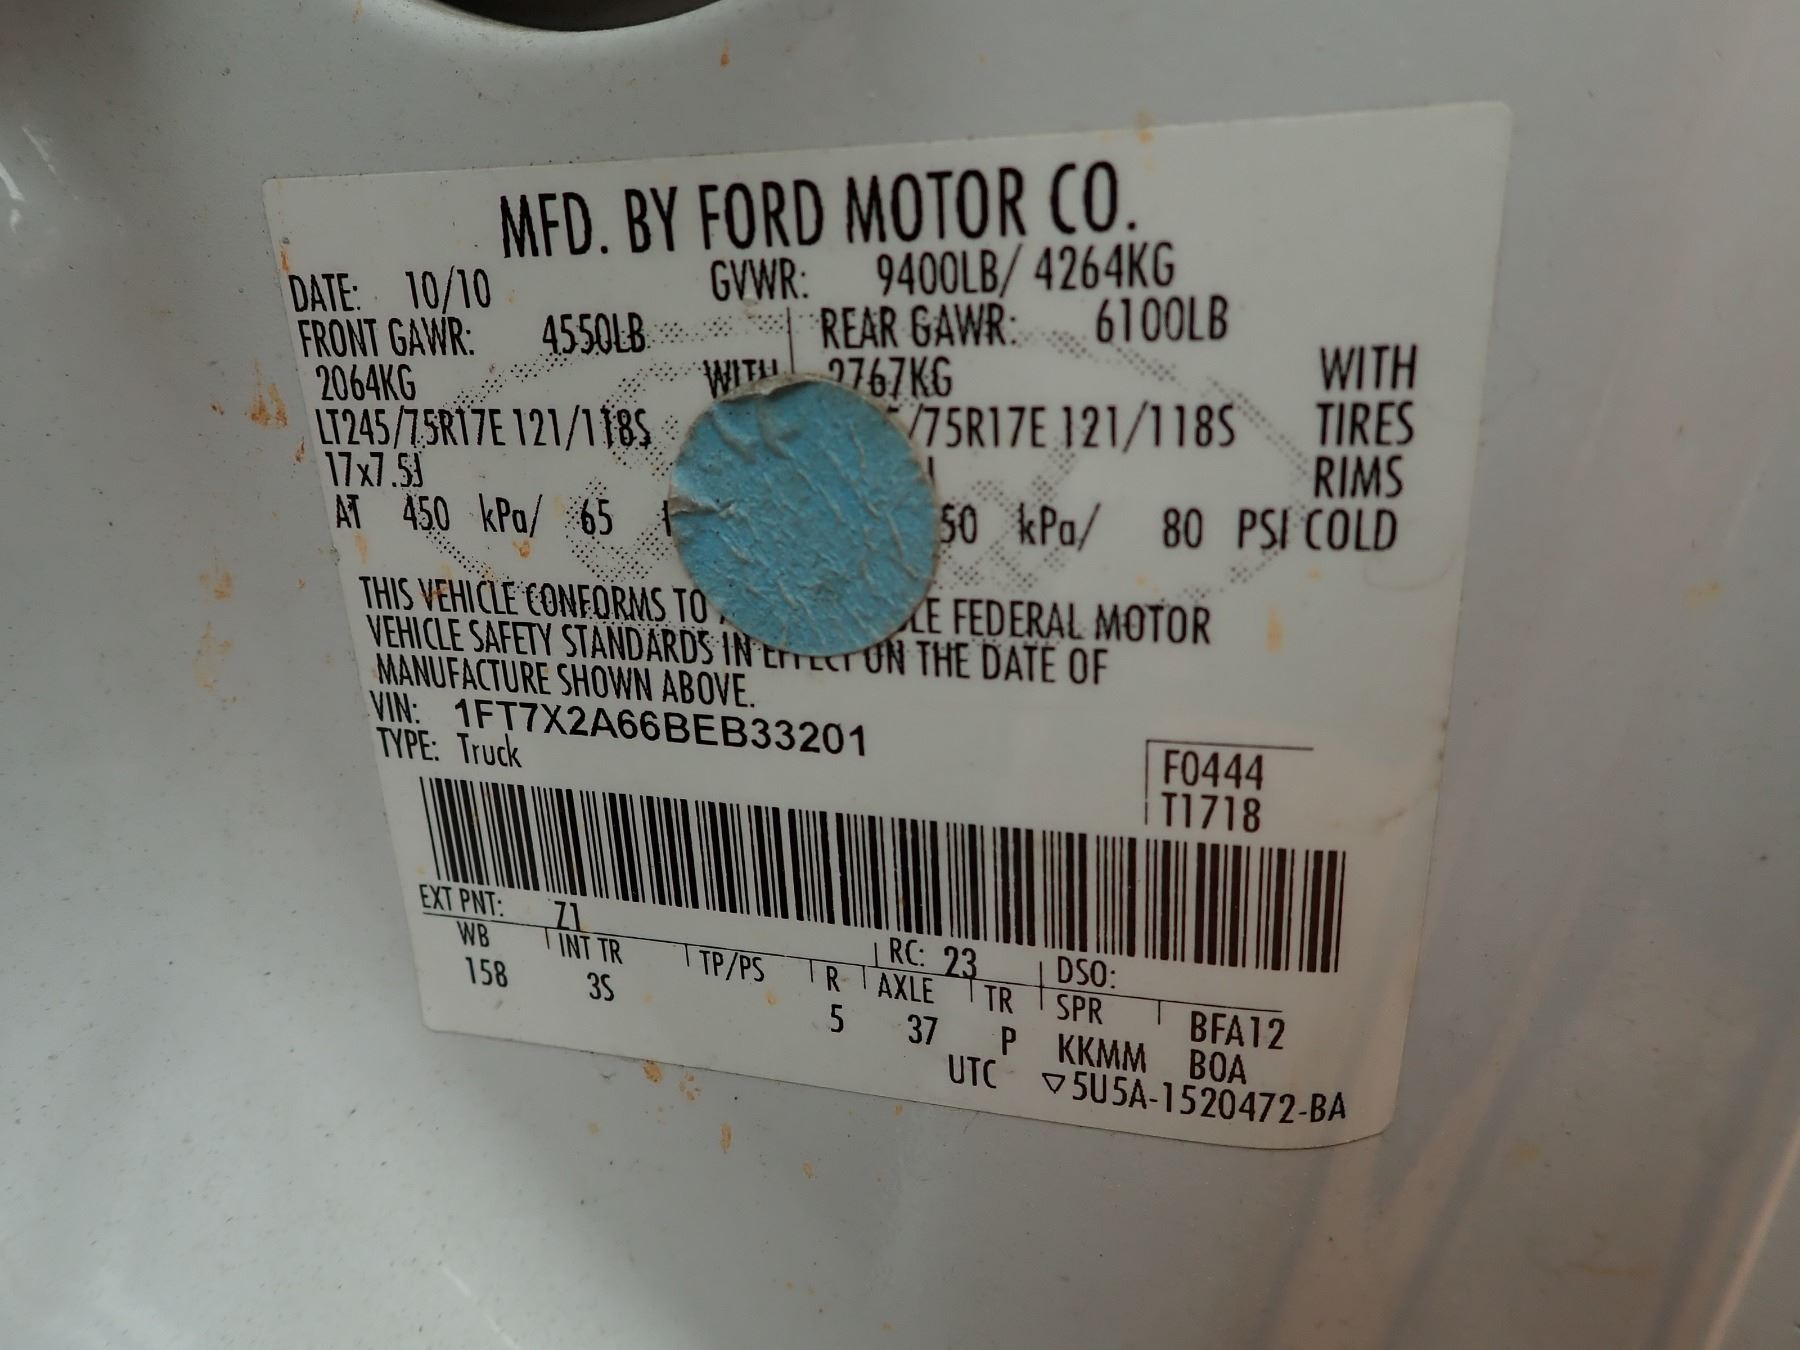 MFD. BY FORD MOTOR CO.
DATE: 10/10 GVWR: 9400LB/ 4264KG
FRONT GAWR: 4550LB REAR GAWR: 6100LB
2064KG WITH 2767KG WITH
LT245/75R17E 121/118S /75R17E 121/118S TIRES
17x7.5J RIMS
AT 450 kPa/ 65 50 kPa/ 80 PSI COLD
THIS VEHICLE CONFORMS TO FEDERAL MOTOR
VEHICLE SAFETY STANDARDS IN EFFECT ON THE DATE OF
MANUFACTURE SHOWN ABOVE.
VIN: 1FT7X2A66BEB33201
TYPE: Truck
F0444
T1718
EXT PNT: Z1 RC: 23 DSO:
WB INT TR TP/PS R AXLE TR SPR BFA12
158 3S 5 37 P KKMM BOA
UTC ▽5U5A-1520472-BA